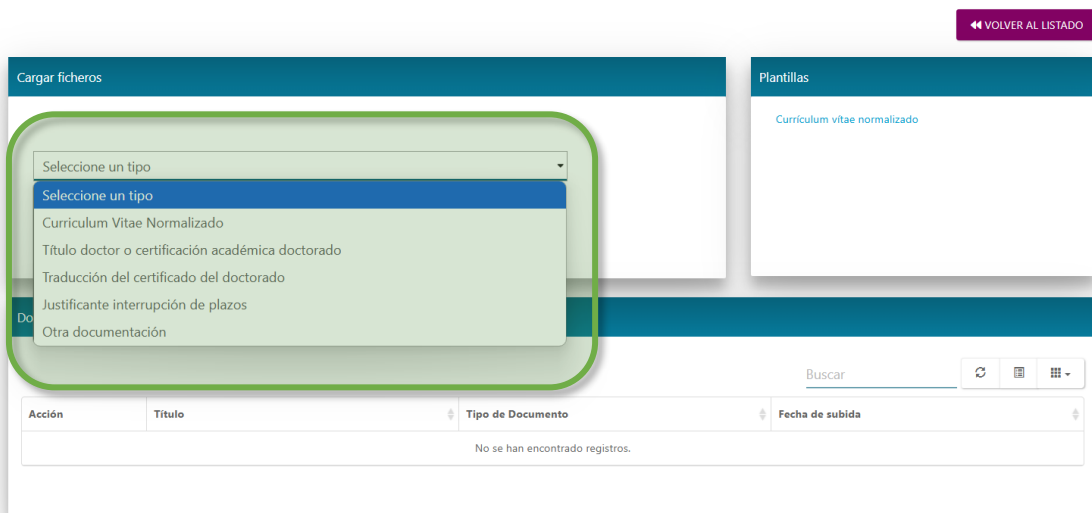 VOLVER AL LISTADO
Cargar ficheros
Plantillas
Currículum vítae normalizado
Seleccione un tipo
Seleccione un tipo
Curriculum Vitae Normalizado
Título doctor o certificación académica doctorado
Traducción del certificado del doctorado
Justificante interrupción de plazos
Otra documentación
Do
Buscar
Acción Título Tipo de Documento Fecha de subida
No se han encontrado registros.